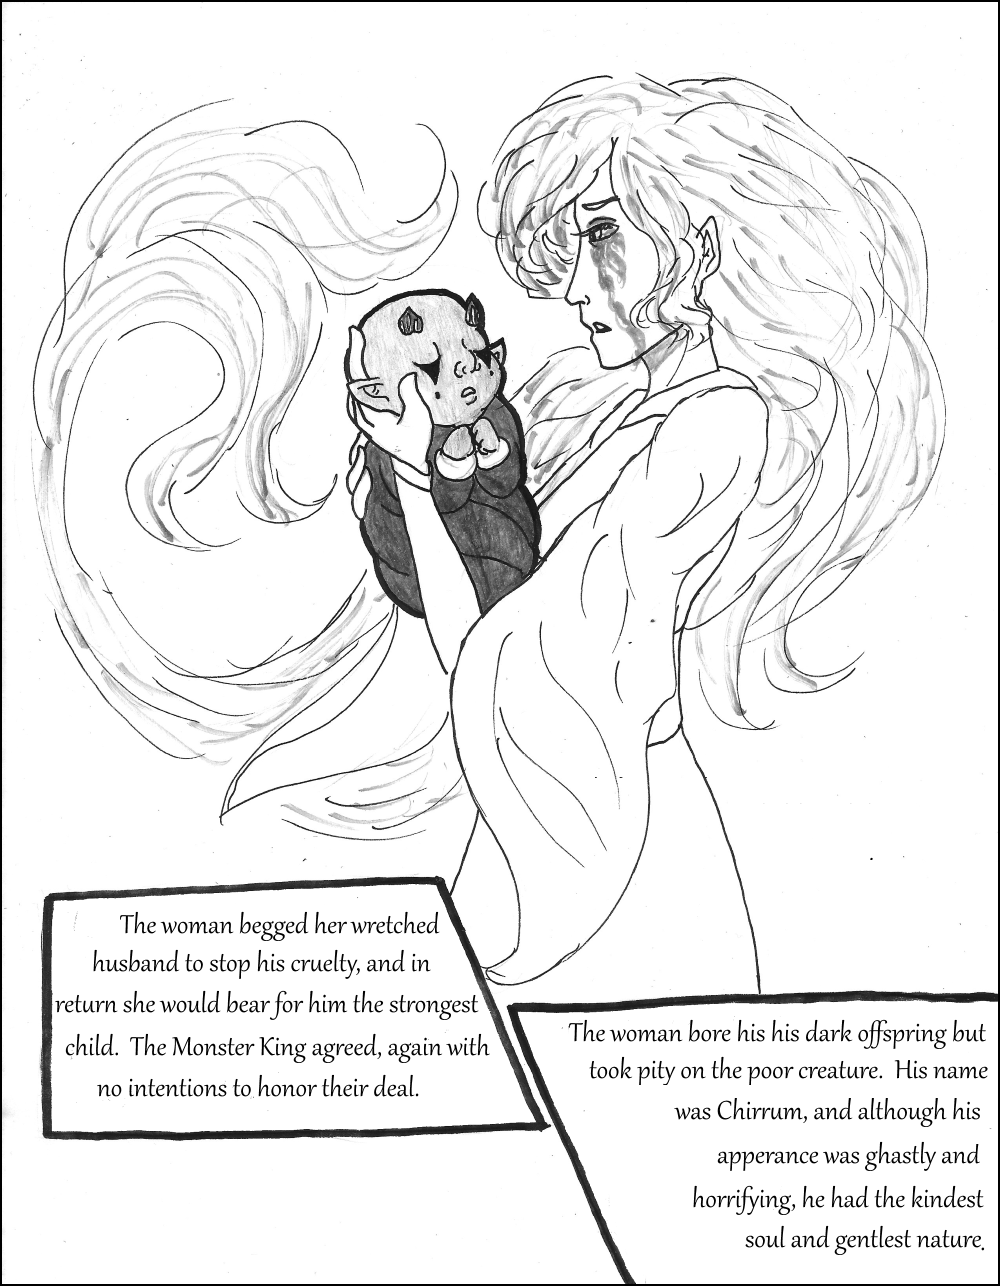 The woman begged her wretched
husband to stop his cruelty, and in
return she would bear for him the strongest
child.  The Monster King agreed, again with
no intentions to honor their deal.
The woman bore his his dark offspring but
took pity on the poor creature.  His name
was Chirrum, and although his
apperance was ghastly and
horrifying, he had the kindest
soul and gentlest nature.